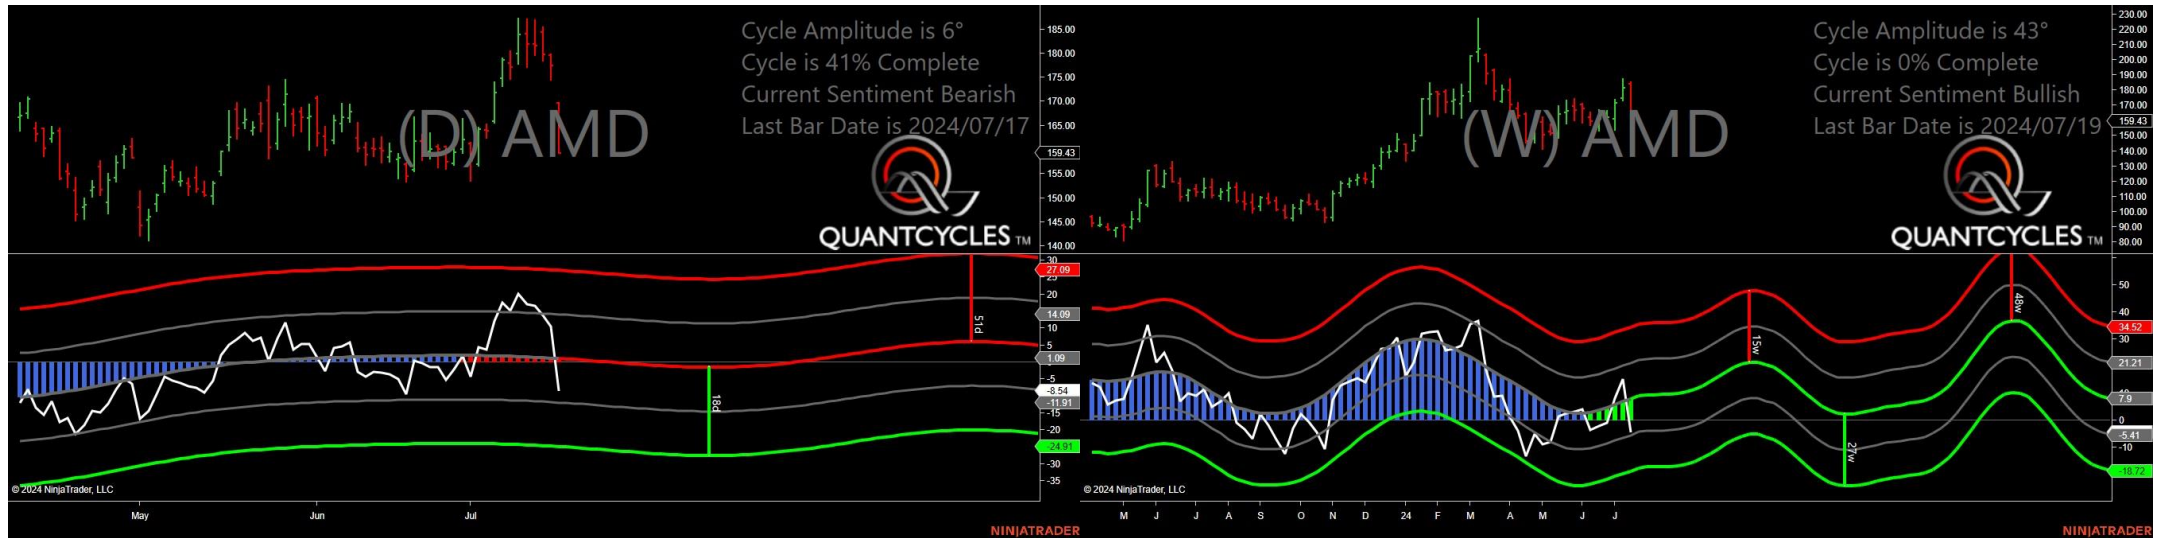 Cycle Amplitude is 6°
Cycle is 41% Complete
Current Sentiment Bearish
Last Bar Date is 2024/07/17
(D) AMD
QUANTCYCLES TM
185.00
180.00
175.00
170.00
165.00
159.43
155.00
150.00
145.00
140.00
30
27.09
25
20
14.09
10
5
1.09
-5
-8.54
-11.91
-15
-20
-24.91
-30
-35
51d
18d
© 2024 NinjaTrader, LLC
May
Jun
Jul
NINJATRADER
Cycle Amplitude is 43°
Cycle is 0% Complete
Current Sentiment Bullish
Last Bar Date is 2024/07/19
(W) AMD
QUANTCYCLES TM
230.00
220.00
210.00
200.00
190.00
180.00
170.00
159.43
150.00
140.00
130.00
120.00
110.00
100.00
90.00
80.00
50
40
34.52
30
21.21
10
7.9
0
-5.41
-10
-18.72
15w
27w
48w
© 2024 NinjaTrader, LLC
M
J
J
A
S
O
N
D
24
F
M
A
M
J
J
NINJATRADER